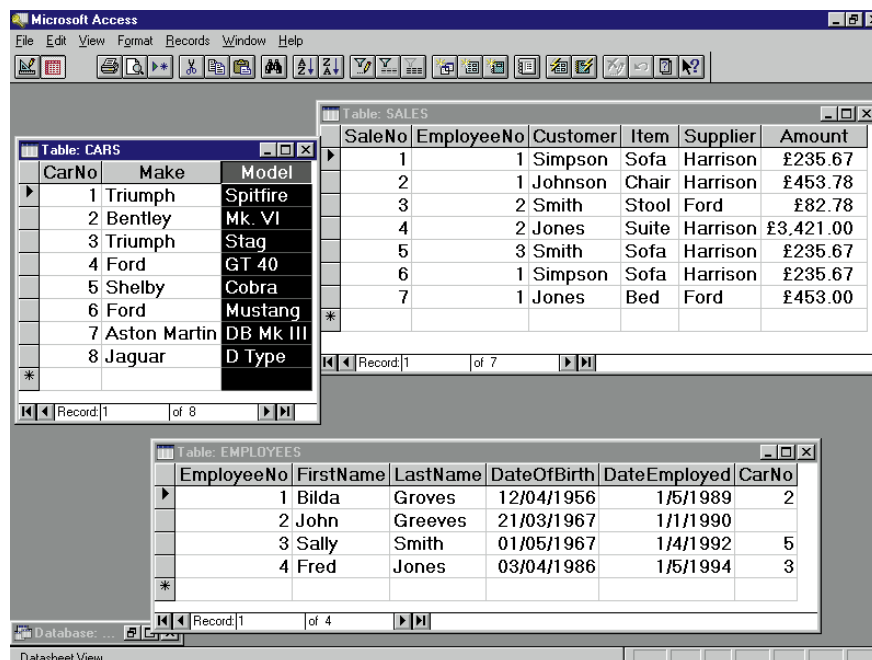 Microsoft Access
File Edit View Format Records Window Help
Table: SALES
SaleNo EmployeeNo Customer Item Supplier Amount
1 1 Simpson Sofa Harrison £235.67
2 1 Johnson Chair Harrison £453.78
3 2 Smith Stool Ford £82.78
4 2 Jones Suite Harrison £3,421.00
5 3 Smith Sofa Harrison £235.67
6 1 Simpson Sofa Harrison £235.67
7 1 Jones Bed Ford £453.00
Record: 1 of 7
Table: CARS
CarNo Make Model
1 Triumph Spitfire
2 Bentley Mk. VI
3 Triumph Stag
4 Ford GT 40
5 Shelby Cobra
6 Ford Mustang
7 Aston Martin DB Mk III
8 Jaguar D Type
Record: 1 of 8
Table: EMPLOYEES
EmployeeNo FirstName LastName DateOfBirth DateEmployed CarNo
1 Bilda Groves 12/04/1956 1/5/1989 2
2 John Greeves 21/03/1967 1/1/1990
3 Sally Smith 01/05/1967 1/4/1992 5
4 Fred Jones 03/04/1986 1/5/1994 3
Record: 1 of 4
Database: ...
Datasheet View